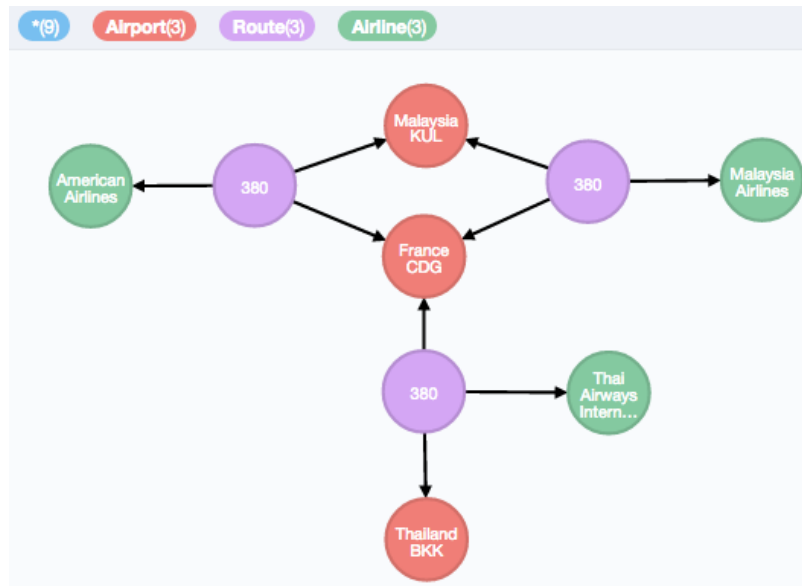 *(9) Airport(3) Route(3) Airline(3)
Malaysia
KUL
American
Airlines
380
380
Malaysia
Airlines
France
CDG
380
Thai
Airways
Intern...
Thailand
BKK